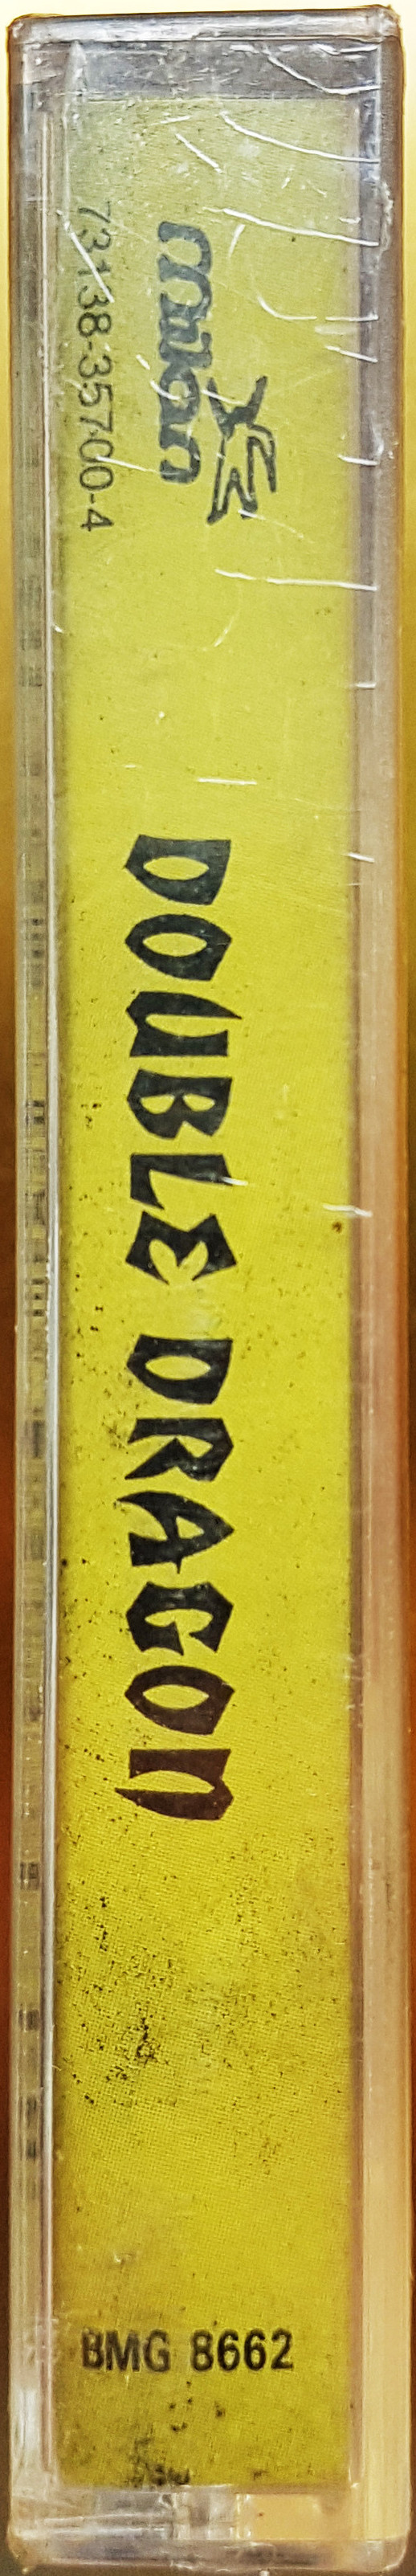 milan
73138-35700-4
DOUBLE DRAGON
BMG 8662